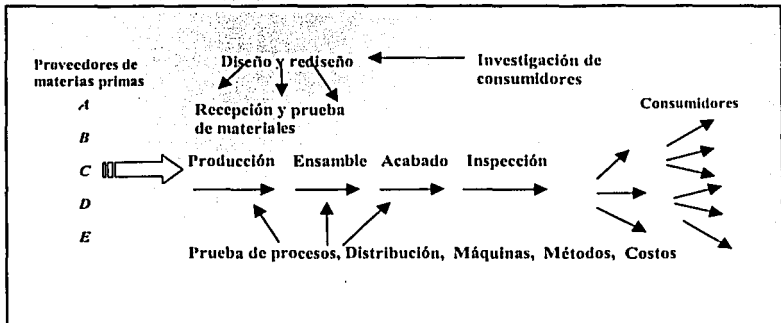 Proveedores de
materias primas
A
B
C
D
E
Diseño y rediseño
Investigación de
consumidores
Recepción y prueba
de materiales
Consumidores
Producción Ensamble Acabado Inspección
Prueba de procesos, Distribución, Máquinas, Métodos, Costos